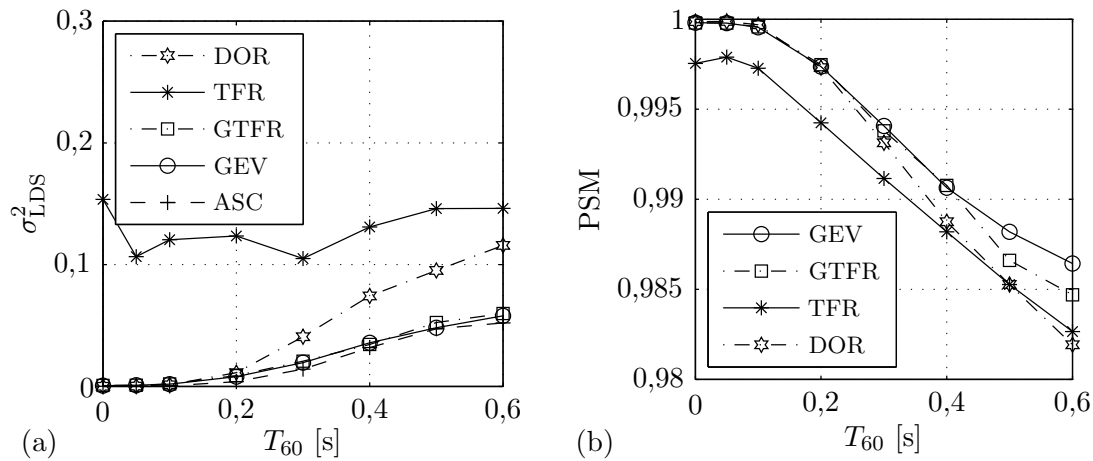 0,3
0,2
0,1
0
σ²LDS
DOR
TFR
GTFR
GEV
ASC
0 0,2 0,4 0,6
T60 [s]
(a)
1
0,995
0,99
0,985
0,98
PSM
GEV
GTFR
TFR
DOR
0 0,2 0,4 0,6
T60 [s]
(b)